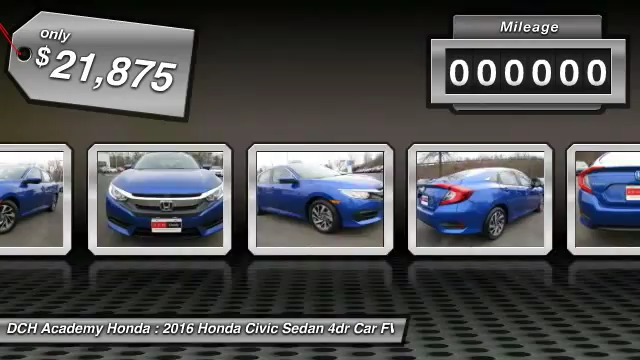 only
$21,875
Mileage
000000
DCH Academy Honda : 2016 Honda Civic Sedan 4dr Car F